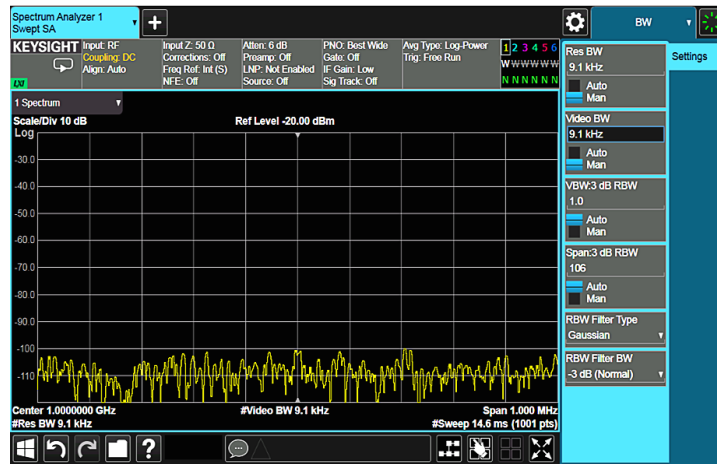 Spectrum Analyzer 1
Swept SA
BW
KEYSIGHT
Input: RF
Coupling: DC
Align: Auto
Input Z: 50 Ω
Corrections: Off
Freq Ref: Int (S)
NFE: Off
Atten: 6 dB
Preamp: Off
LNP: Not Enabled
Source: Off
PNO: Best Wide
Gate: Off
IF Gain: Low
Sig Track: Off
Avg Type: Log-Power
Trig: Free Run
1 2 3 4 5 6
W W W W W W
N N N N N N
LXI
1 Spectrum
Scale/Div 10 dB
Ref Level -20.00 dBm
Log
-30.0
-40.0
-50.0
-60.0
-70.0
-80.0
-90.0
-100
-110
Center 1.0000000 GHz
#Video BW 9.1 kHz
Span 1.000 MHz
#Res BW 9.1 kHz
#Sweep 14.6 ms (1001 pts)
Res BW
9.1 kHz
Auto
Man
Video BW
9.1 kHz
Auto
Man
VBW:3 dB RBW
1.0
Auto
Man
Span:3 dB RBW
106
Auto
Man
RBW Filter Type
Gaussian
RBW Filter BW
-3 dB (Normal)
Settings
?